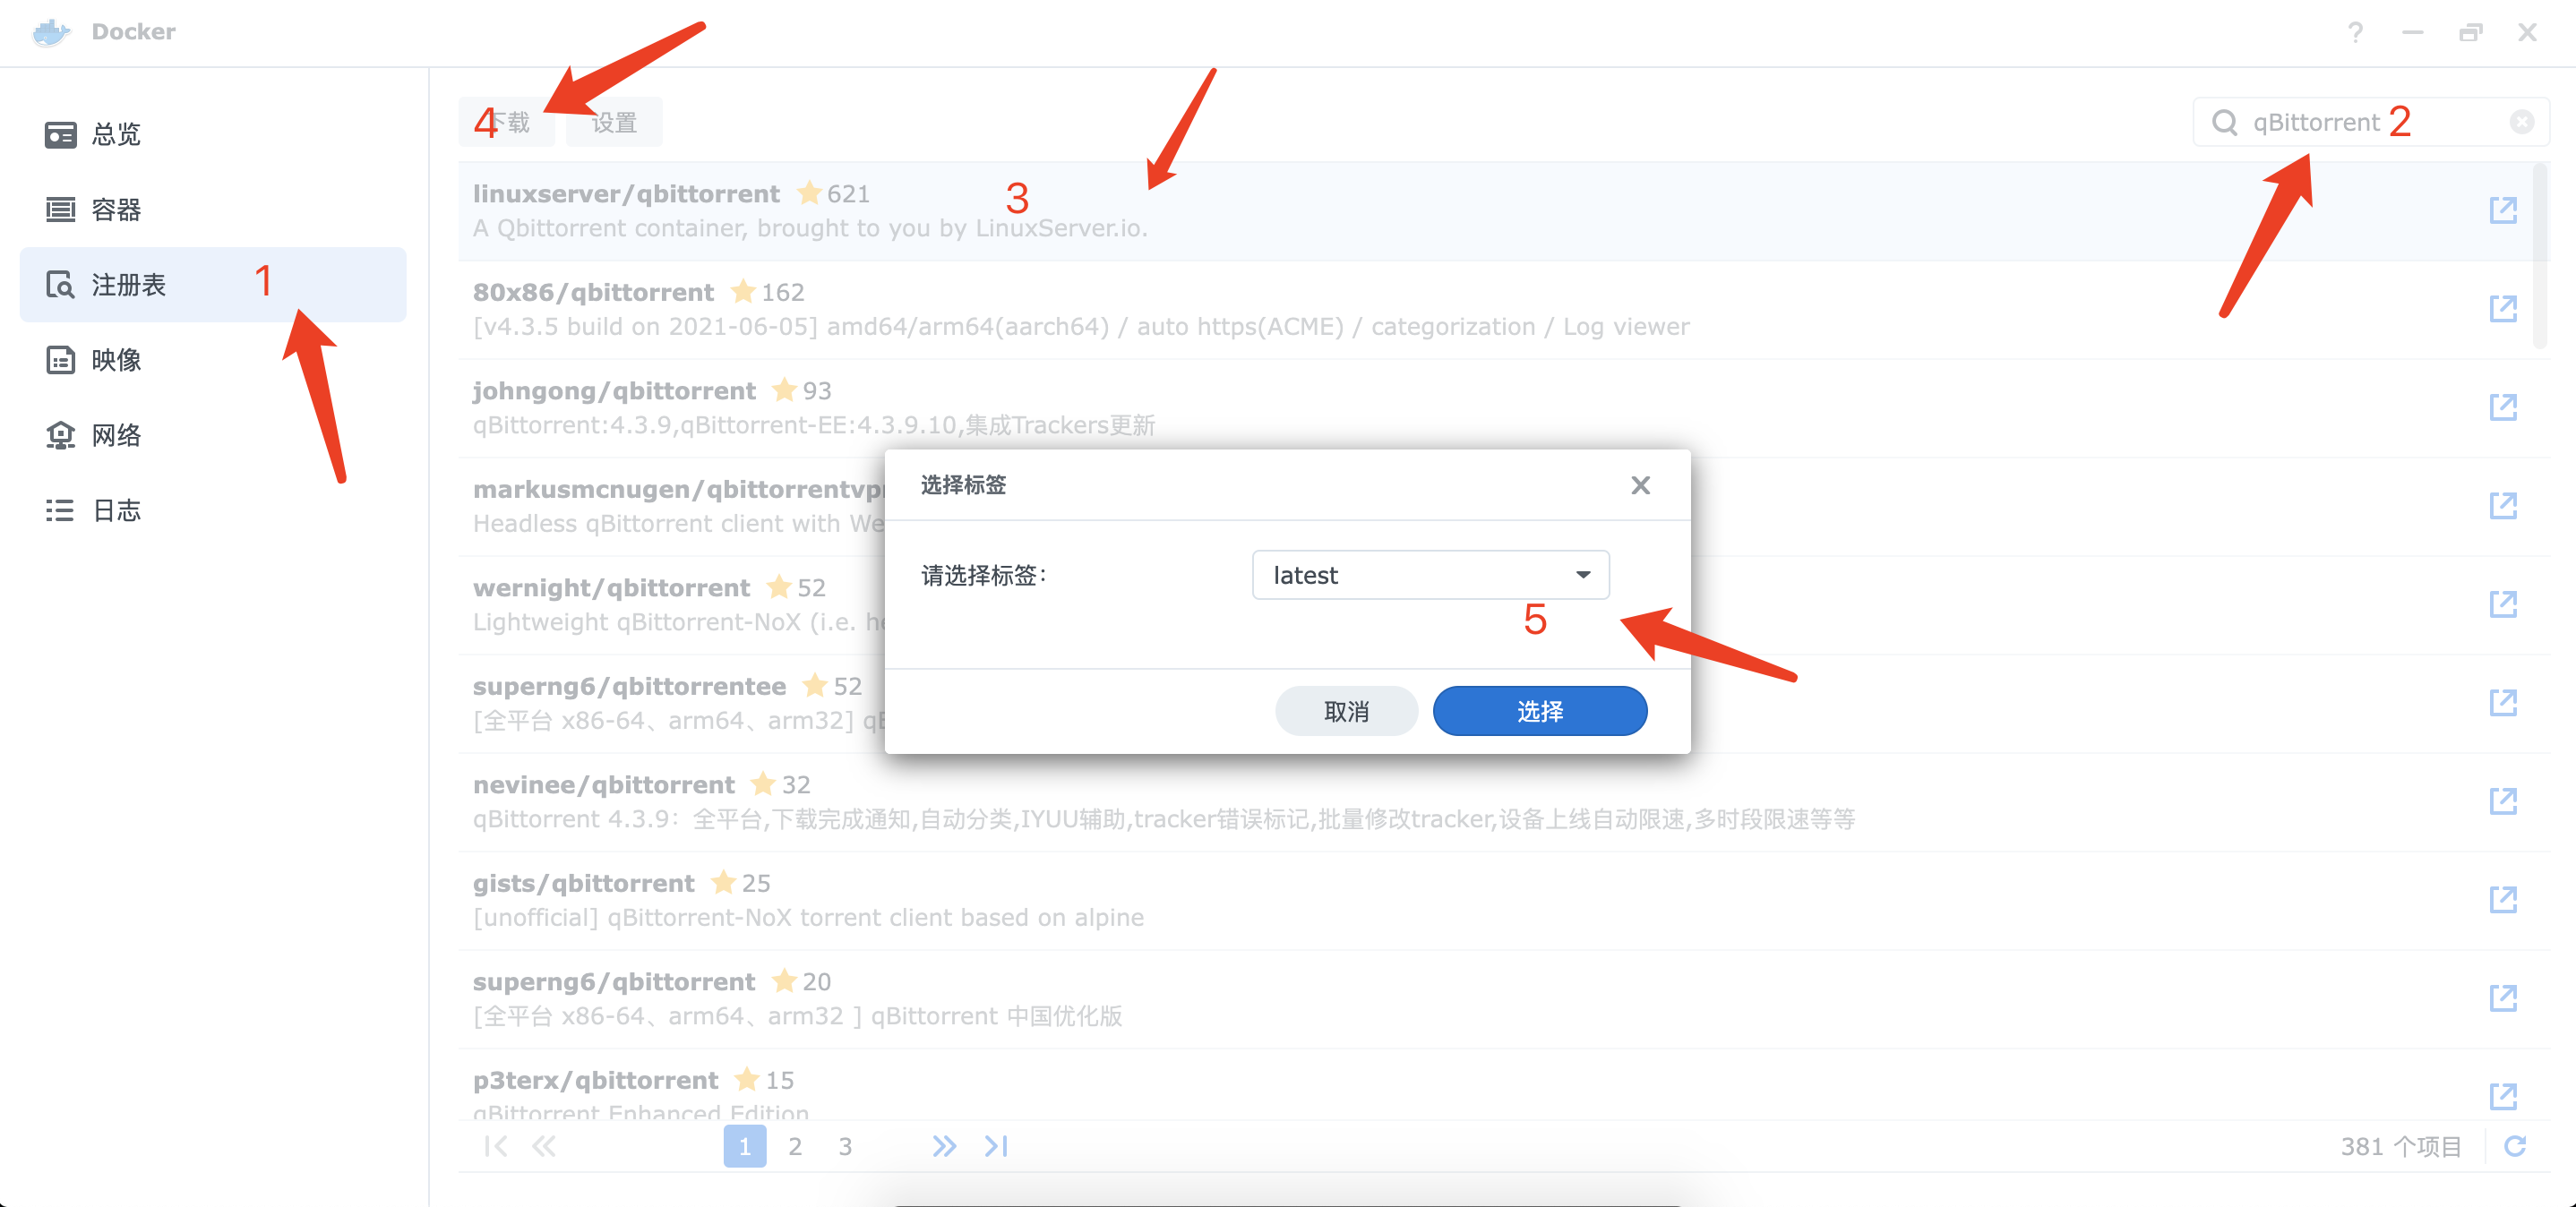 Docker
总览
容器
注册表 1
映像
网络
日志
4 下载 设置
qBittorrent 2
linuxserver/qbittorrent 621
3
A Qbittorrent container, brought to you by LinuxServer.io.
80x86/qbittorrent 162
[v4.3.5 build on 2021-06-05] amd64/arm64(aarch64) / auto https(ACME) / categorization / Log viewer
johngong/qbittorrent 93
qBittorrent:4.3.9,qBittorrent-EE:4.3.9.10,集成Trackers更新
markusmcnugen/qbittorrentvpn
Headless qBittorrent client with We
wernight/qbittorrent 52
Lightweight qBittorrent-NoX (i.e. he
superng6/qbittorrentee 52
[全平台 x86-64、arm64、arm32] qB
选择标签
请选择标签：
latest
5
取消
选择
nevinee/qbittorrent 32
qBittorrent 4.3.9：全平台,下载完成通知,自动分类,IYUU辅助,tracker错误标记,批量修改tracker,设备上线自动限速,多时段限速等等
gists/qbittorrent 25
[unofficial] qBittorrent-NoX torrent client based on alpine
superng6/qbittorrent 20
[全平台 x86-64、arm64、arm32 ] qBittorrent 中国优化版
p3terx/qbittorrent 15
qBittorrent Enhanced Edition
1 2 3
381 个项目